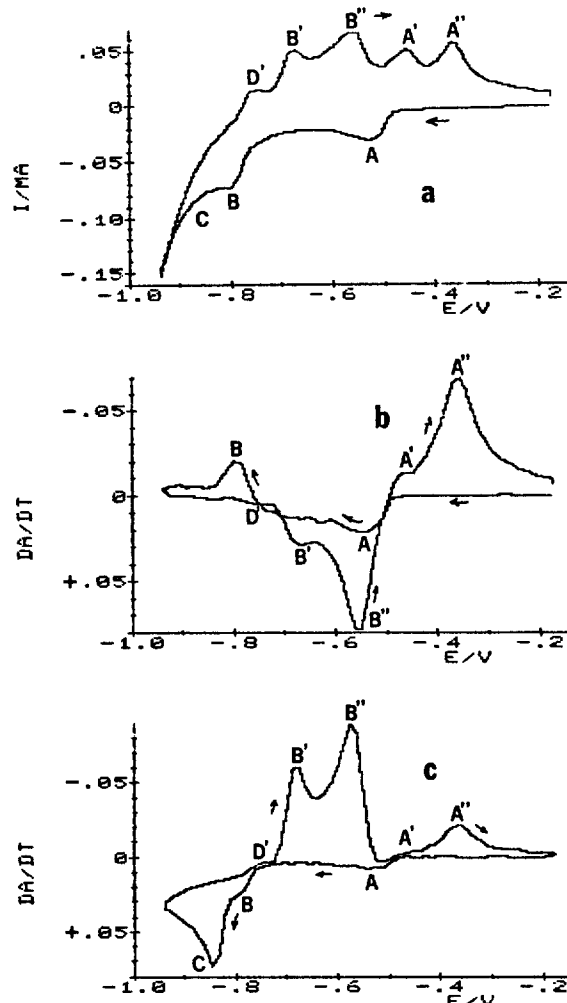 B"
B'
A'
A"
D'
.05
0
-.05
-.10
-.15
I/MA
A
B
C
a
-1.0 -.8 -.6 -.4 -.2
E/V
A"
b
-.05
0
+.05
DA/DT
B
A'
D
A
B'
B"
-1.0 -.8 -.6 -.4 -.2
E/V
B"
B'
c
-.05
0
+.05
DA/DT
A"
A'
D'
A
B
C
-1.0 -.8 -.6 -.4 -.2
E/V